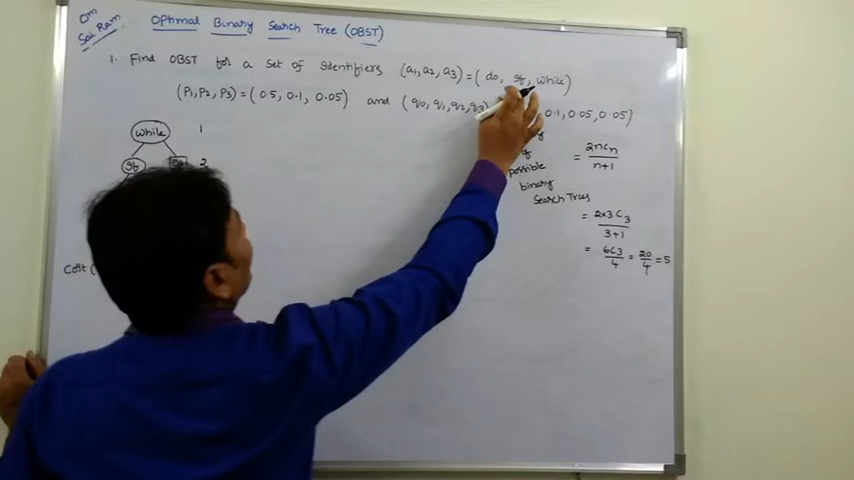 Om
Sai Ram
Optimal Binary Search Tree (OBST)
1. Find OBST for a set of Identifiers (a1, a2, a3) = (do, if, while)
(P1, P2, P3) = (0.5, 0.1, 0.05) and (q0, q1, q2, q3) 0.1, 0.05, 0.05)
while 1
if 2
of
possible
binary
Search Trees
= 2nCn / n+1
= 2x3C3 / 3+1
= 6C3 / 4 = 20 / 4 = 5
Cost (